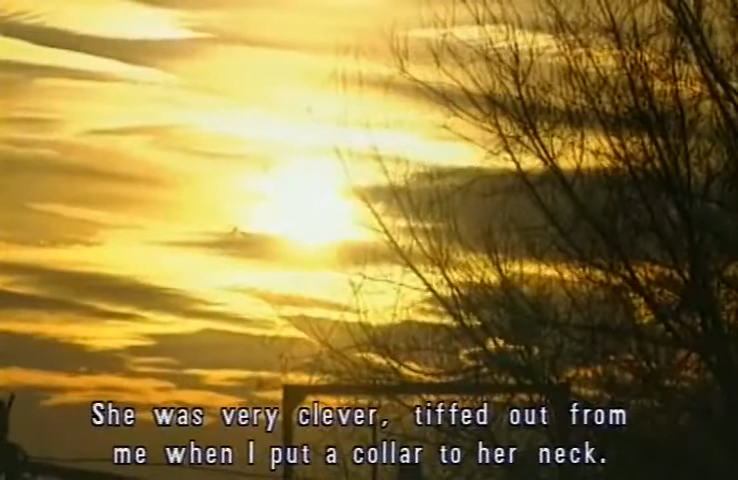 She was very clever, tiffed out from
me when I put a collar to her neck.